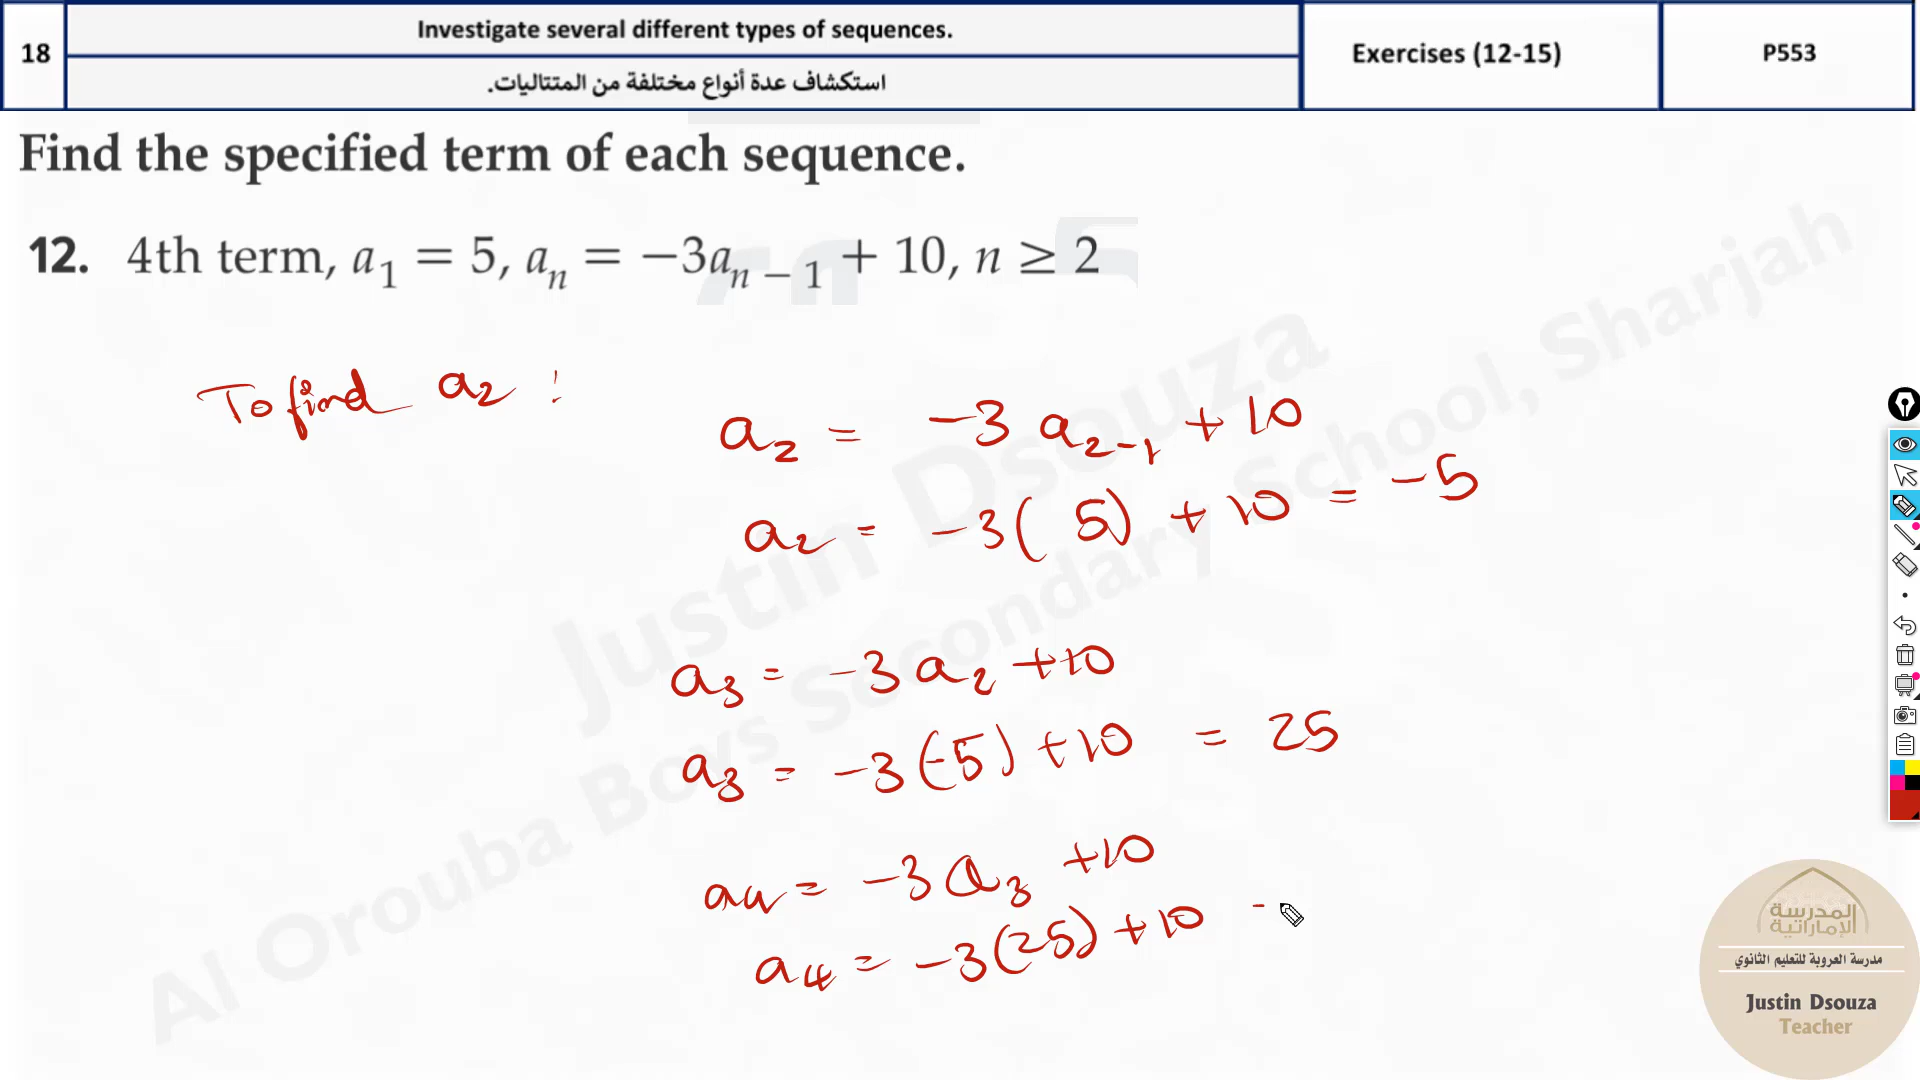 18
Investigate several different types of sequences.
استكشاف عدة أنواع مختلفة من المتتاليات.
Exercises (12-15)
P553
Find the specified term of each sequence.
12. 4th term, a₁ = 5, aₙ = −3aₙ₋₁ + 10, n ≥ 2
To find a₂ :
a₂ = -3 a₂₋₁ + 10
a₂ = -3( 5) + 10 = -5
a₃ = -3 a₂ +10
a₃ = -3(-5) +10 = 25
a₄ = -3 a₃ +10
a₄ = -3(25) +10 -
Justin Dsouza
Al Orouba Boys Secondary School, Sharjah
المدرسة
الإماراتية
مدرسة العروبة للتعليم الثانوي
Justin Dsouza
Teacher